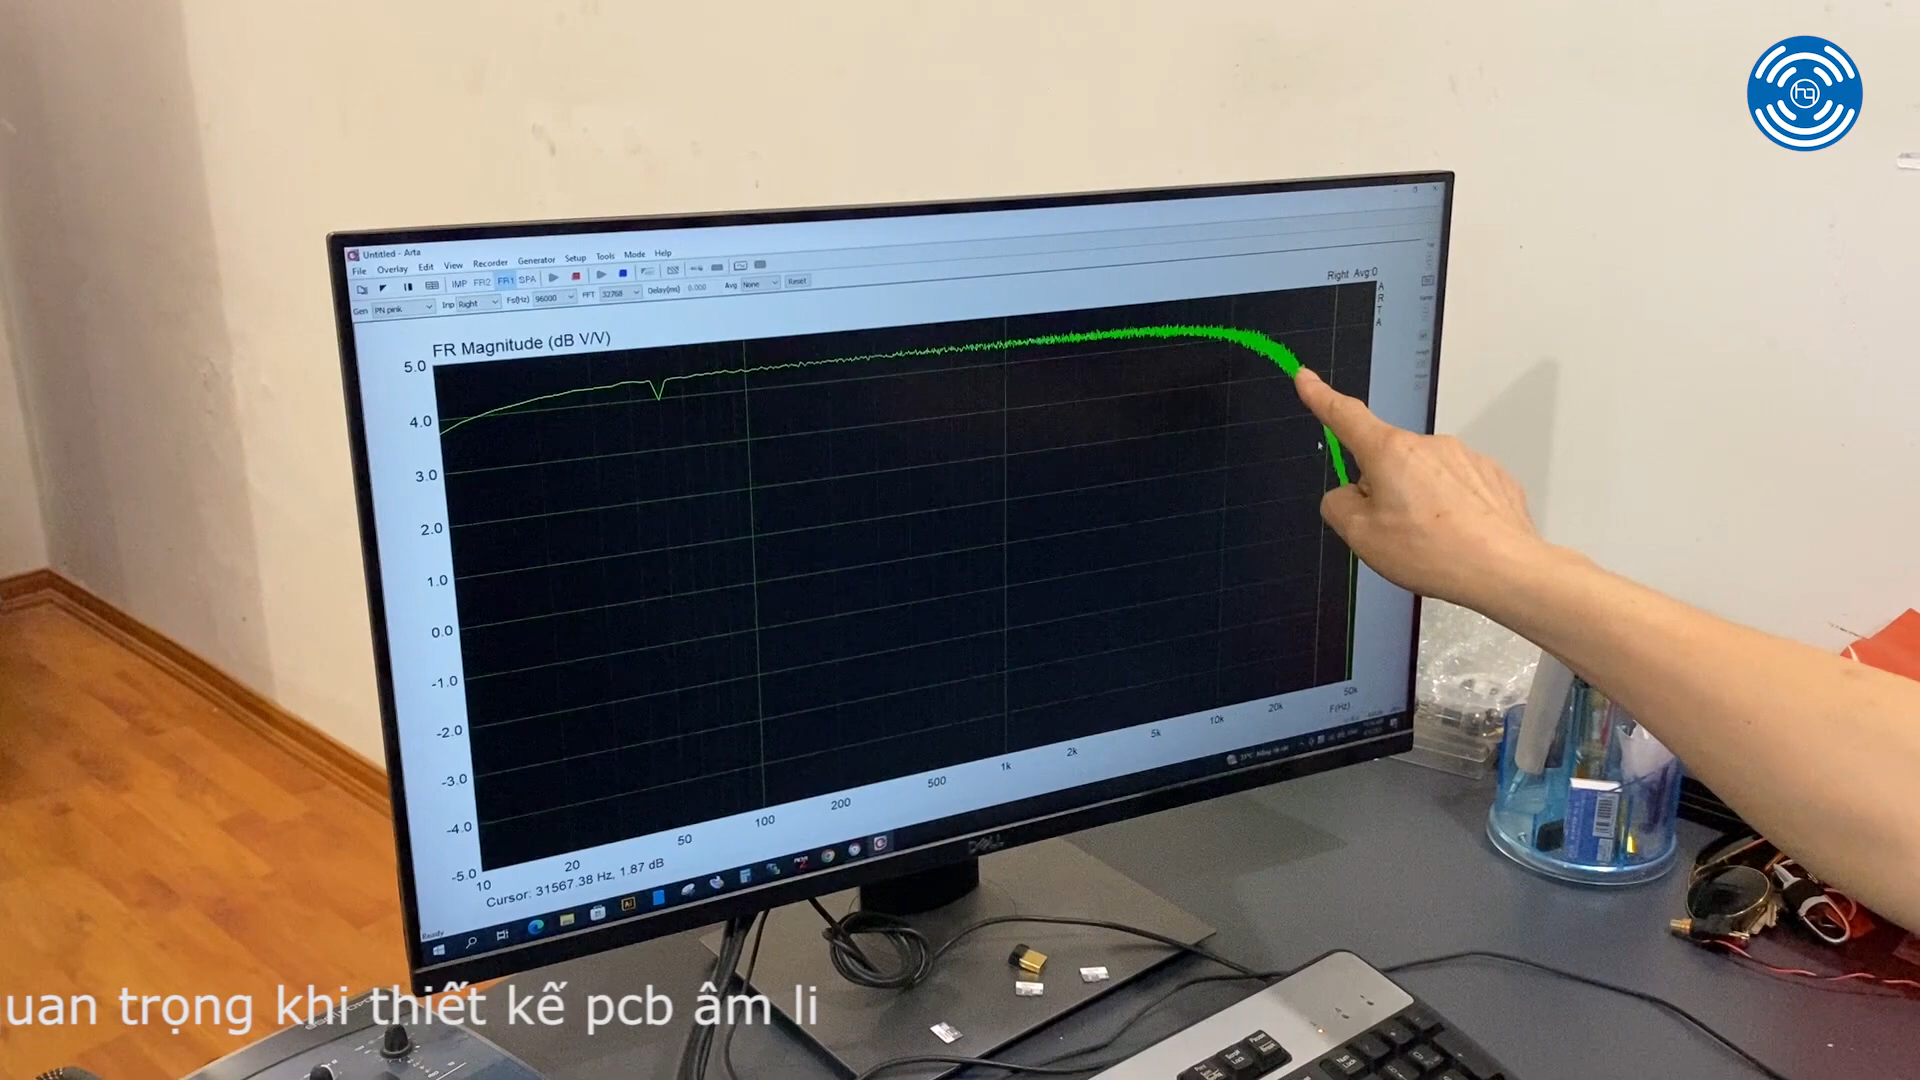 Untitled - Arta
File Overlay Edit View Recorder Generator Setup Tools Mode Help
IMP FR2 FR1 SPA
Gen PN pink Inp Right Fs(Hz) 96000 FFT 32768 Delay(ms) 0.000 Avg None Reset
FR Magnitude (dB V/V)
Right Avg:0
A
R
T
A
5.0
4.0
3.0
2.0
1.0
0.0
-1.0
-2.0
-3.0
-4.0
-5.0
10 20 50 100 200 500 1k 2k 5k 10k 20k 50k
F(Hz)
Cursor: 31567.38 Hz, 1.87 dB
Ready
DELL
uan trọng khi thiết kế pcb âm li